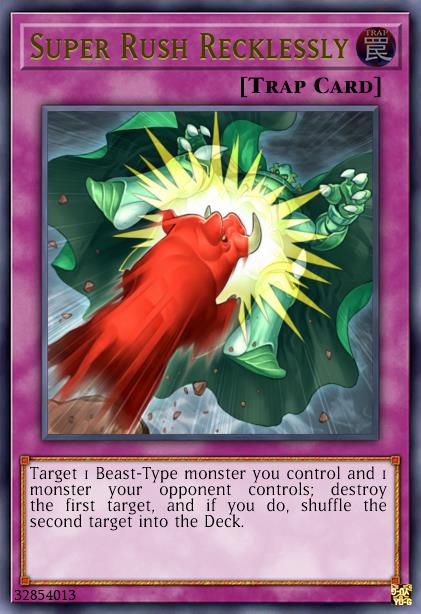 Super Rush Recklessly
TRAP
罠
[Trap Card]
Target 1 Beast-Type monster you control and 1
monster your opponent controls; destroy
the first target, and if you do, shuffle the
second target into the Deck.
32854013